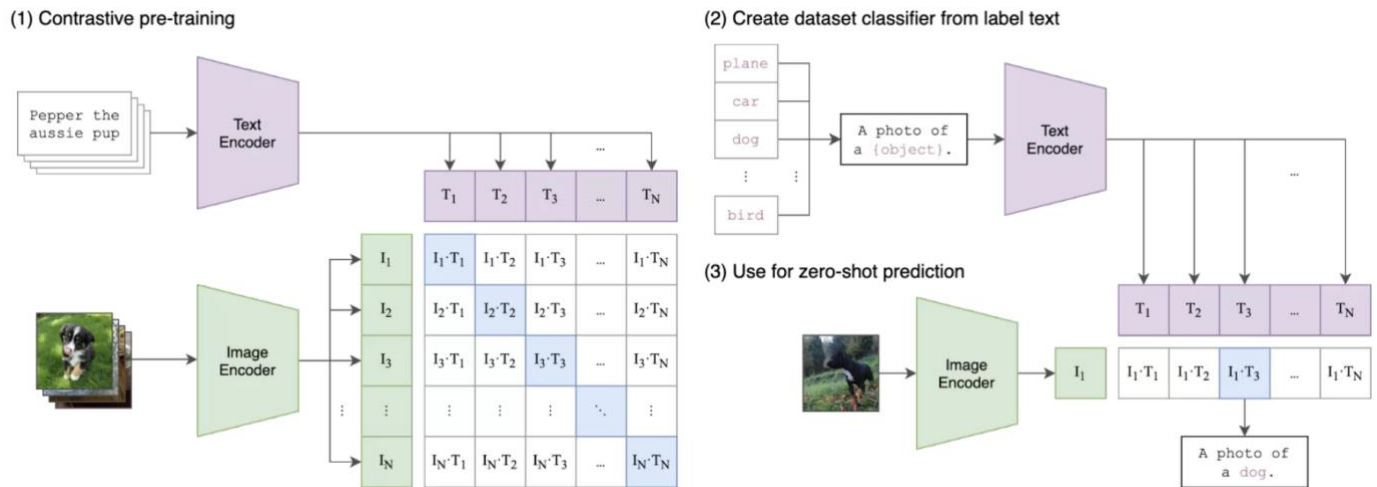 (1) Contrastive pre-training
Pepper the
aussie pup
Text
Encoder
...
T1 T2 T3 ... TN
Image
Encoder
I1 I1·T1 I1·T2 I1·T3 ... I1·TN
I2 I2·T1 I2·T2 I2·T3 ... I2·TN
I3 I3·T1 I3·T2 I3·T3 ... I3·TN
⋮ ⋮ ⋮ ⋮ ⋮ ⋱ ⋮
IN IN·T1 IN·T2 IN·T3 ... IN·TN
(2) Create dataset classifier from label text
plane
car
dog
⋮ ⋮
bird
A photo of
a {object}.
Text
Encoder
...
T1 T2 T3 ... TN
(3) Use for zero-shot prediction
Image
Encoder
I1 I1·T1 I1·T2 I1·T3 ... I1·TN
A photo of
a dog.